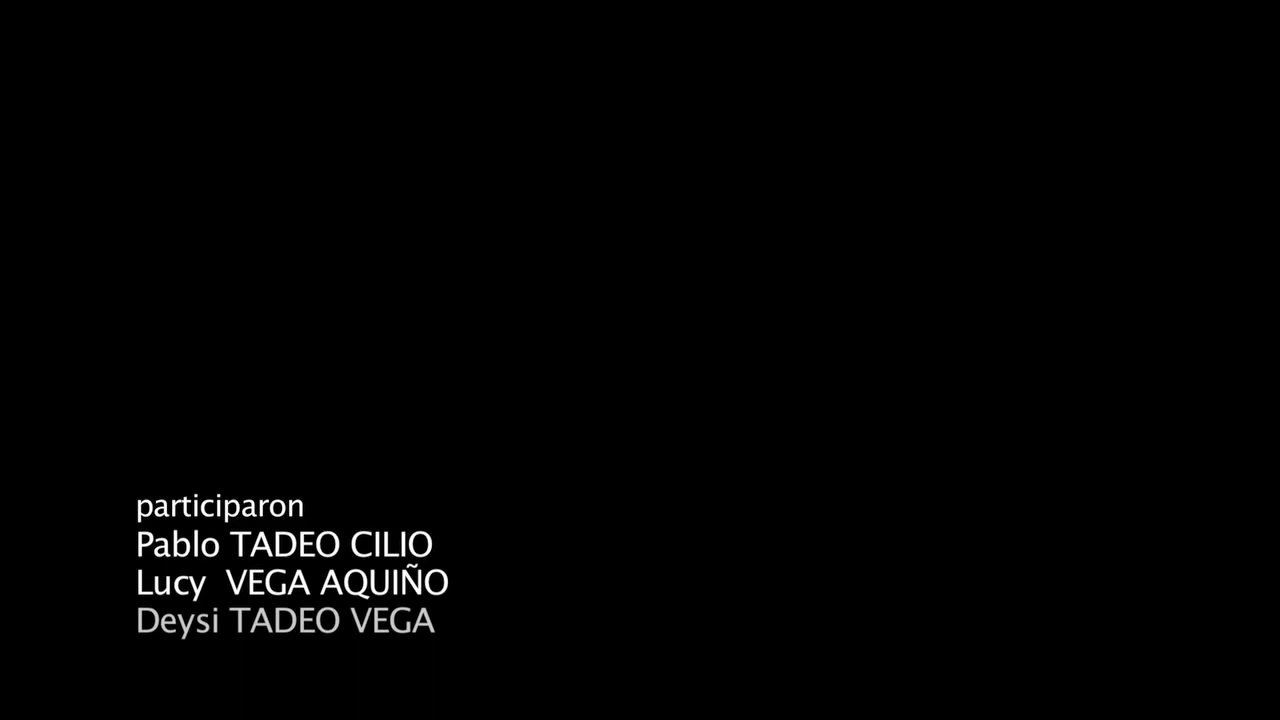 participaron
Pablo TADEO CILIO
Lucy  VEGA AQUIÑO
Deysi TADEO VEGA